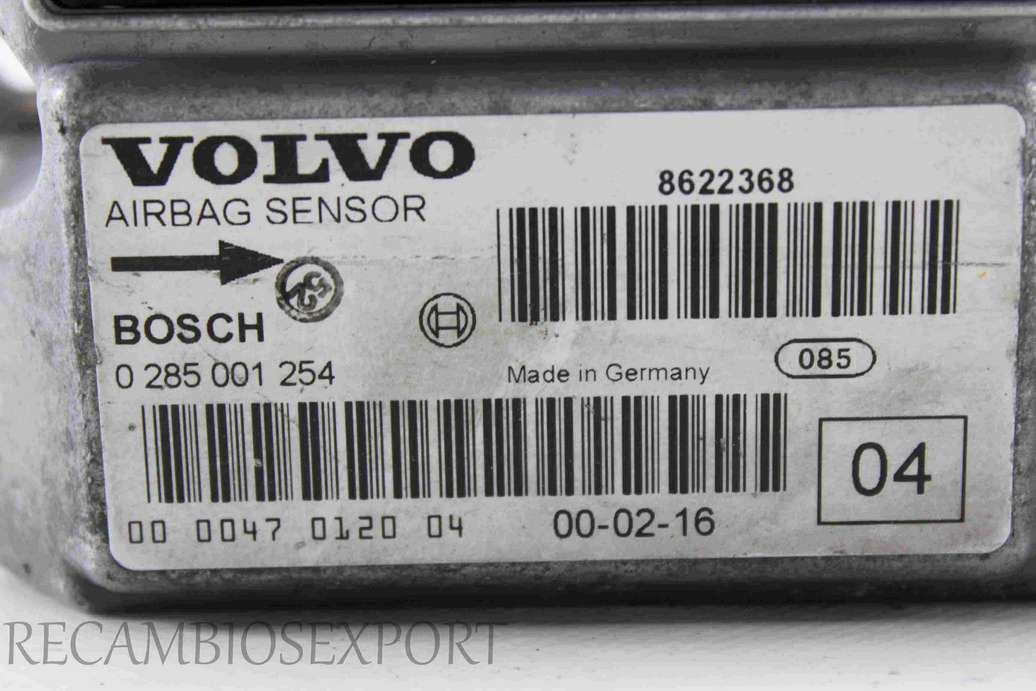 VOLVO
AIRBAG SENSOR
8622368
BOSCH
0 285 001 254
Made in Germany
085
04
00 0047 0120 04
00-02-16
RECAMBIOSEXPORT